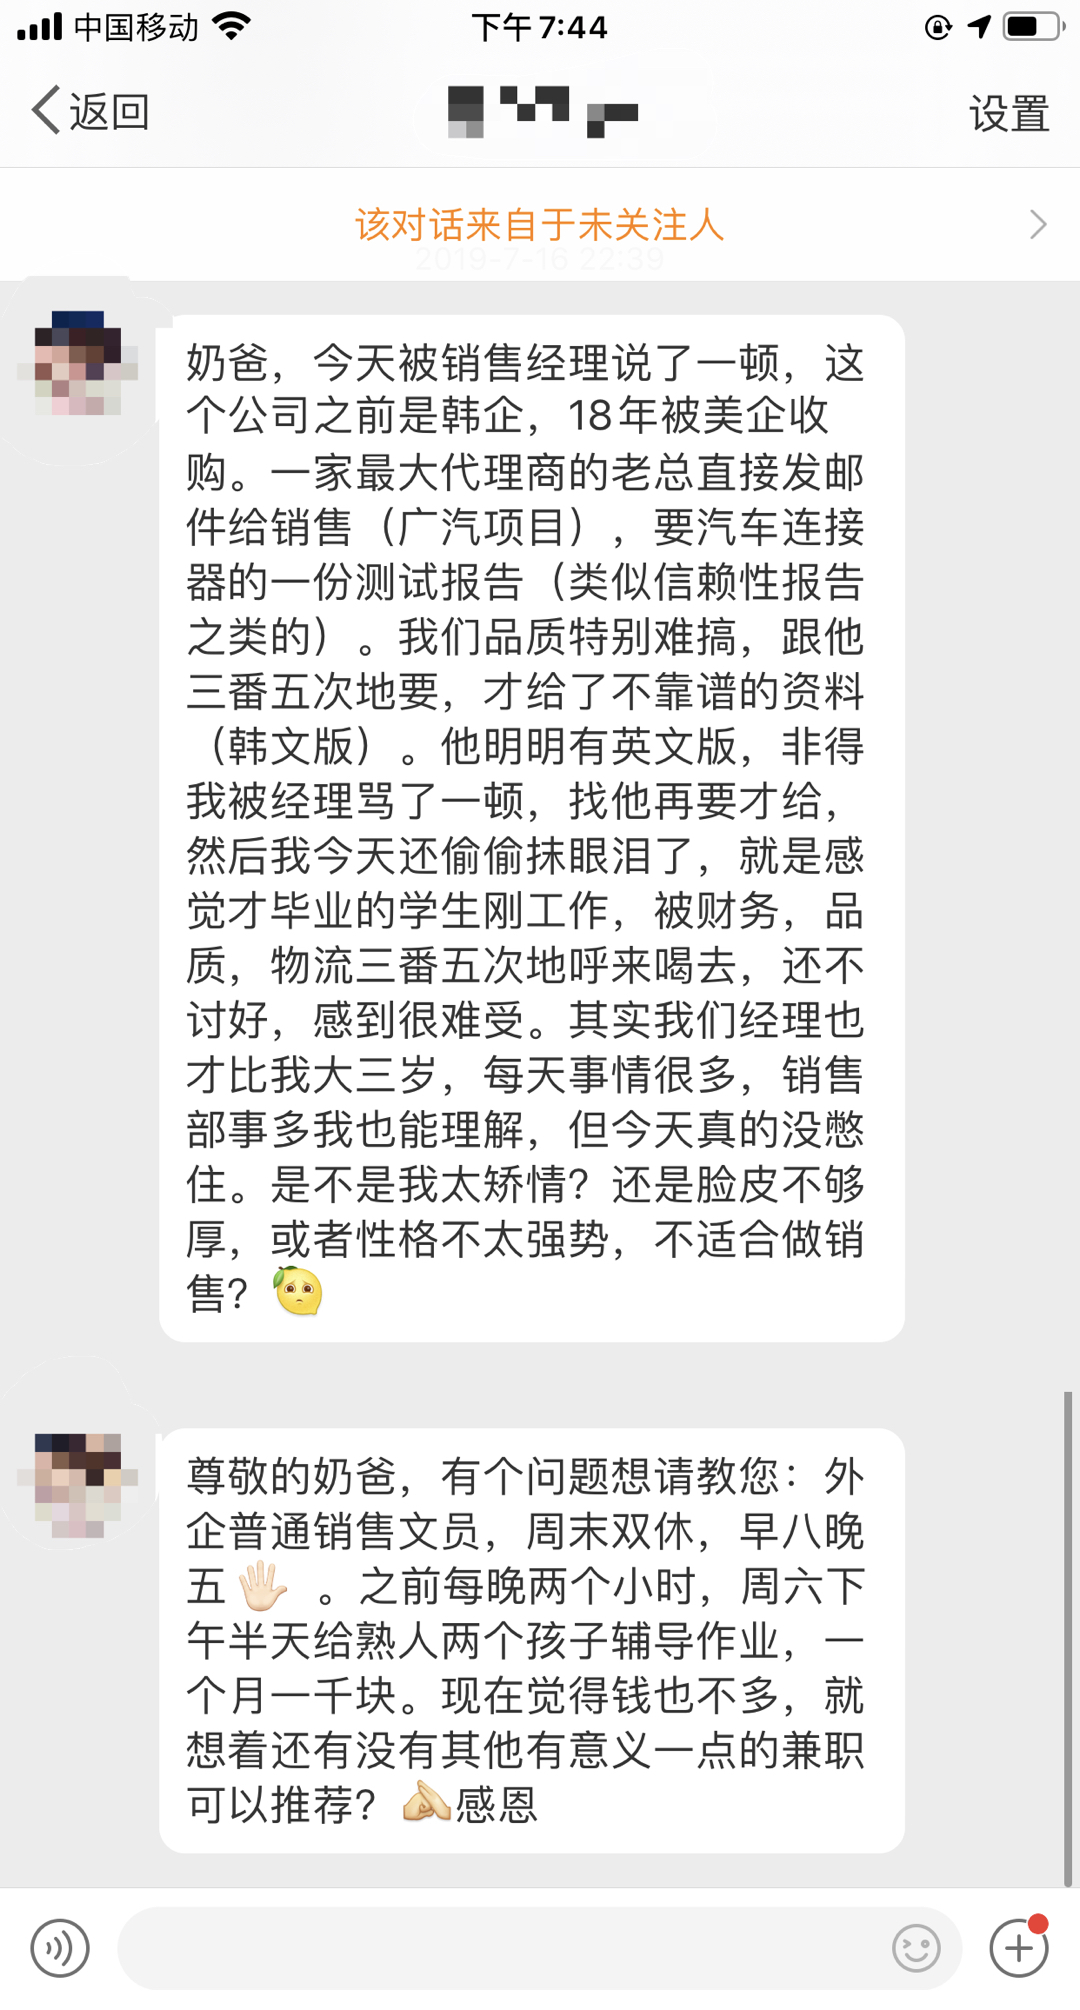 中国移动
下午7:44
返回
设置
该对话来自于未关注人
2019-7-16 22:39
奶爸，今天被销售经理说了一顿，这
个公司之前是韩企，18年被美企收
购。一家最大代理商的老总直接发邮
件给销售（广汽项目），要汽车连接
器的一份测试报告（类似信赖性报告
之类的）。我们品质特别难搞，跟他
三番五次地要，才给了不靠谱的资料
（韩文版）。他明明有英文版，非得
我被经理骂了一顿，找他再要才给，
然后我今天还偷偷抹眼泪了，就是感
觉才毕业的学生刚工作，被财务，品
质，物流三番五次地呼来喝去，还不
讨好，感到很难受。其实我们经理也
才比我大三岁，每天事情很多，销售
部事多我也能理解，但今天真的没憋
住。是不是我太矫情？还是脸皮不够
厚，或者性格不太强势，不适合做销
售？
尊敬的奶爸，有个问题想请教您：外
企普通销售文员，周末双休，早八晚
五🖐🏻。之前每晚两个小时，周六下
午半天给熟人两个孩子辅导作业，一
个月一千块。现在觉得钱也不多，就
想着还有没有其他有意义一点的兼职
可以推荐？感恩